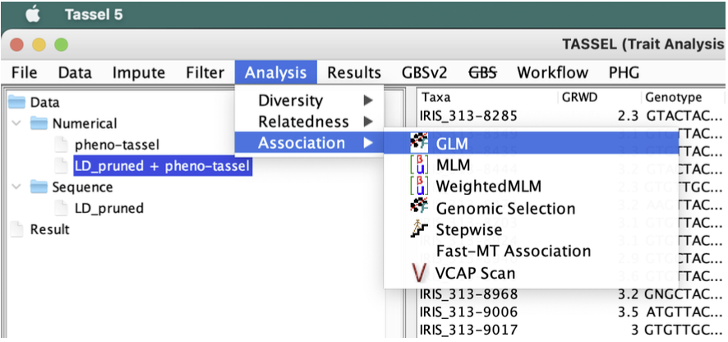 Tassel 5
TASSEL (Trait Analysis
File Data Impute Filter Analysis Results GBSv2 GBS Workflow PHG
Data
Numerical
pheno-tassel
LD_pruned + pheno-tassel
Sequence
LD_pruned
Result
Diversity
Relatedness
Association
GLM
MLM
WeightedMLM
Genomic Selection
Stepwise
Fast-MT Association
VCAP Scan
Taxa GRWD Genotype
IRIS_313-8285 2.3 GTACTAC...
IRIS_313-8968 3.2 GNGCTAC...
IRIS_313-9006 3.5 ATGTTAC...
IRIS_313-9017 3 GTGTTGC...